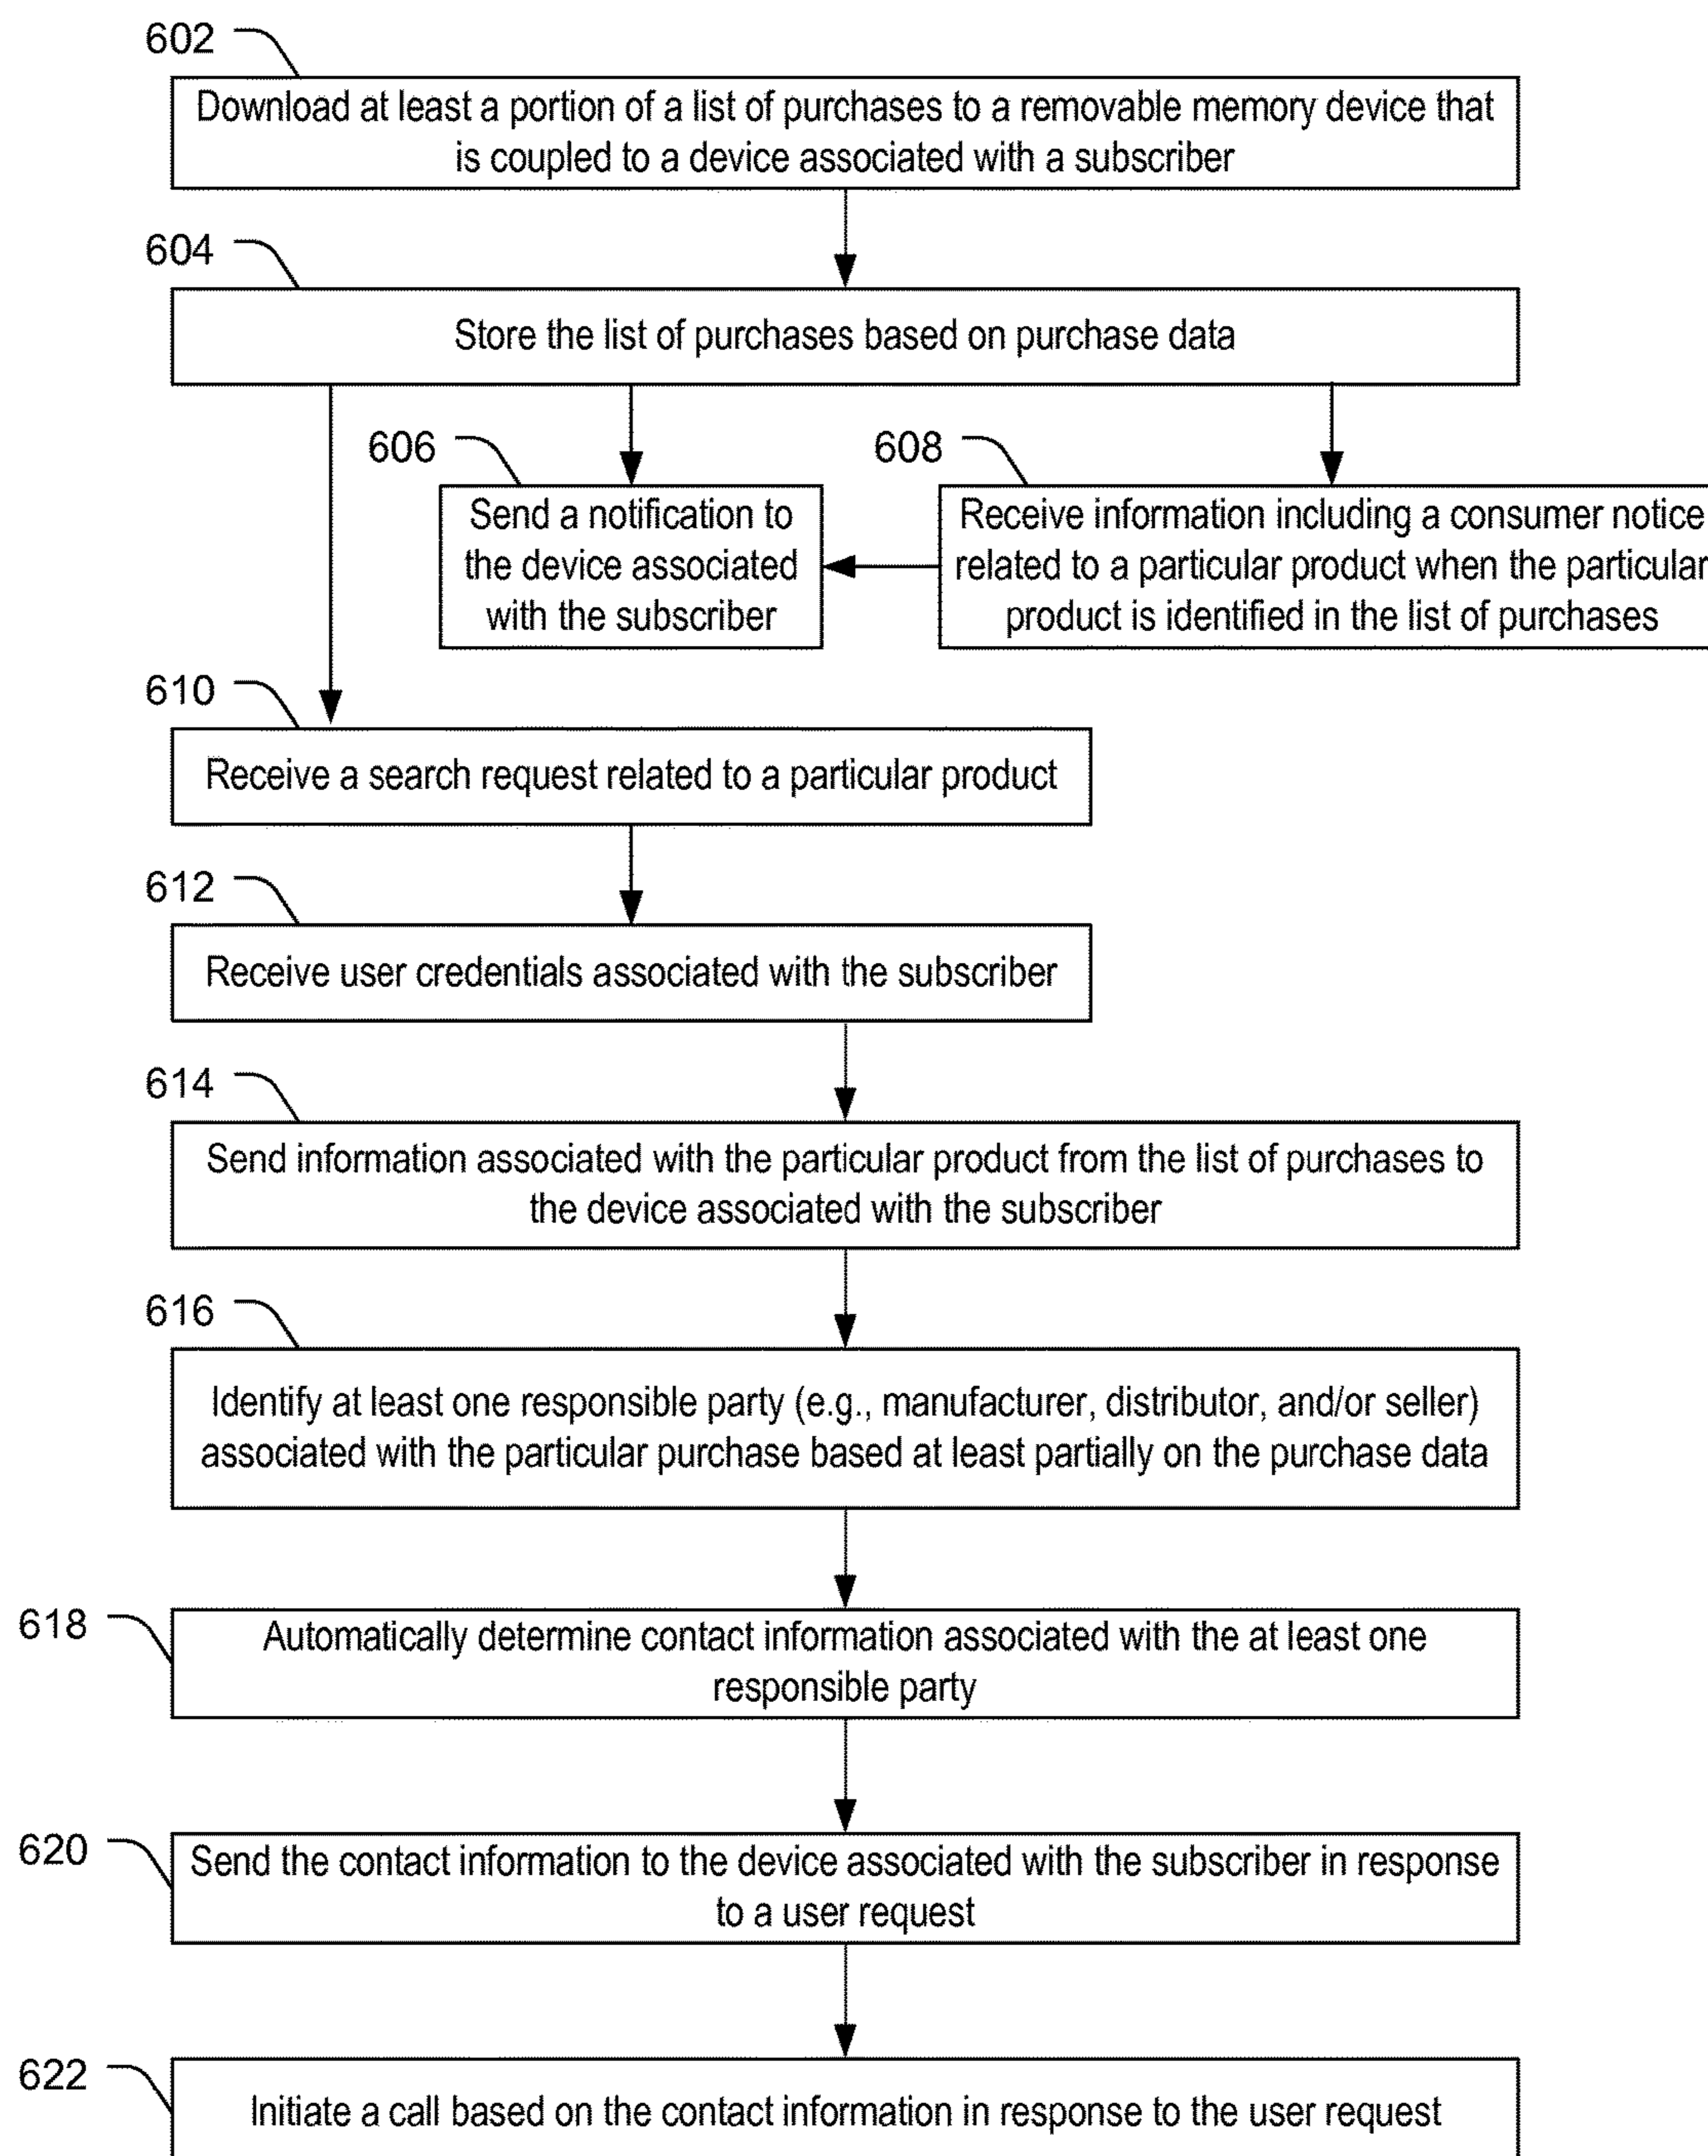 602
Download at least a portion of a list of purchases to a removable memory device that
is coupled to a device associated with a subscriber
604
Store the list of purchases based on purchase data
606
Send a notification to
the device associated
with the subscriber
608
Receive information including a consumer notice
related to a particular product when the particular
product is identified in the list of purchases
610
Receive a search request related to a particular product
612
Receive user credentials associated with the subscriber
614
Send information associated with the particular product from the list of purchases to
the device associated with the subscriber
616
Identify at least one responsible party (e.g., manufacturer, distributor, and/or seller)
associated with the particular purchase based at least partially on the purchase data
618
Automatically determine contact information associated with the at least one
responsible party
620
Send the contact information to the device associated with the subscriber in response
to a user request
622
Initiate a call based on the contact information in response to the user request